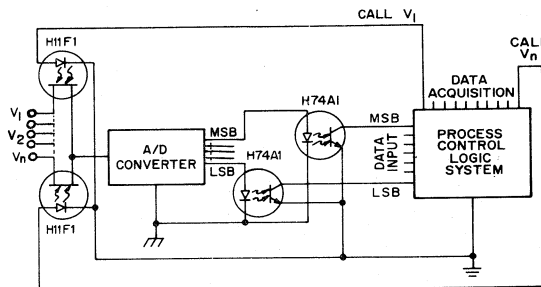 CALL V1
CALL
Vn
H11F1
DATA
ACQUISITION
H74A1
V1
V2
Vn
MSB
MSB
A/D
CONVERTER
H74A1
DATA
INPUT
PROCESS
CONTROL
LOGIC
SYSTEM
LSB
LSB
H11F1